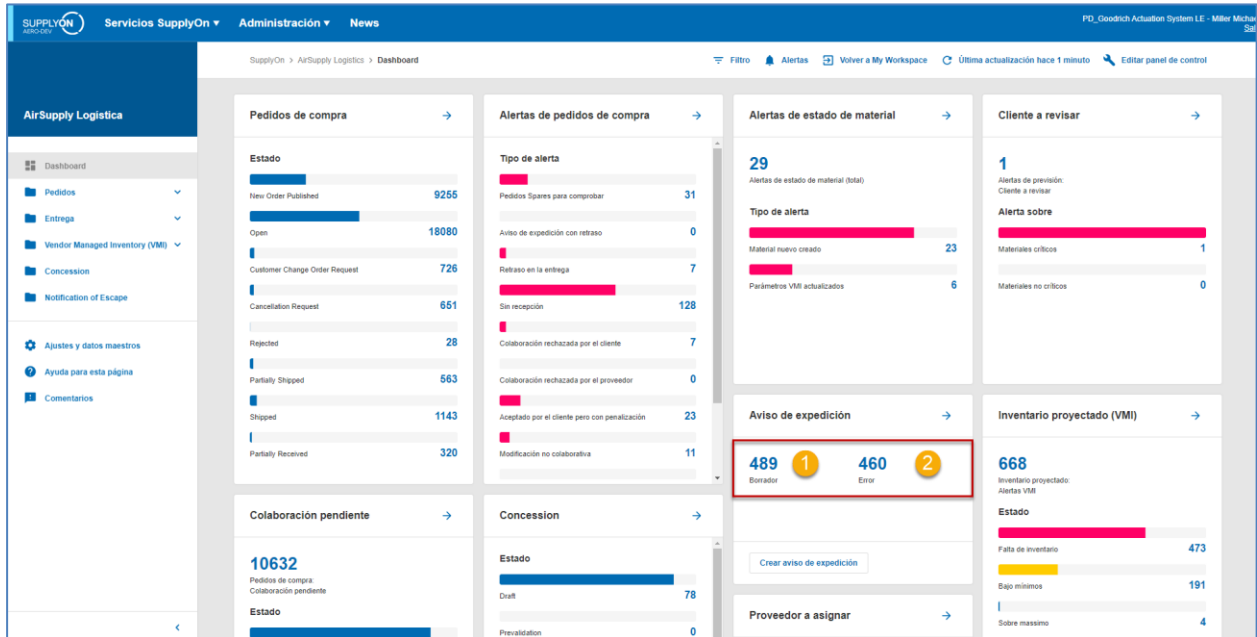 SUPPLYON
AERO-DEV
Servicios SupplyOn ▾
Administración ▾
News
PD_Goodrich Actuation System LE - Miller
SupplyOn > AirSupply Logistics > Dashboard
Filtro
Alertas
Volver a My Workspace
Última actualización hace 1 minuto
Editar panel de control
AirSupply Logistica
Dashboard
Pedidos
Entrega
Vendor Managed Inventory (VMI)
Concession
Notification of Escape
Ajustes y datos maestros
Ayuda para esta página
Comentarios
Pedidos de compra
Estado
New Order Published 9255
Open 18080
Customer Change Order Request 726
Cancellation Request 651
Rejected 28
Partially Shipped 563
Shipped 1143
Partially Received 320
Alertas de pedidos de compra
Tipo de alerta
Pedidos Spares para comprobar 31
Aviso de expedición con retraso 0
Retraso en la entrega 7
Sin recepción 128
Colaboración rechazada por el cliente 7
Colaboración rechazada por el proveedor 0
Aceptado por el cliente pero con penalización 23
Modificación no colaborativa 11
Alertas de estado de material
29
Alertas de estado de material (total)
Tipo de alerta
Material nuevo creado 23
Parámetros VMI actualizados 6
Cliente a revisar
1
Alertas de previsión:
Cliente a revisar
Alerta sobre
Materiales críticos 1
Materiales no críticos 0
Aviso de expedición
489 1 460 2
Borrador Error
Crear aviso de expedición
Inventario proyectado (VMI)
668
Inventario proyectado:
Alertas VMI
Estado
Falta de inventario 473
Bajo mínimos 191
Sobre massimo 4
Colaboración pendiente
10632
Pedidos de compra:
Colaboración pendiente
Estado
Concession
Estado
Draft 78
Prevalidation 0
Proveedor a asignar